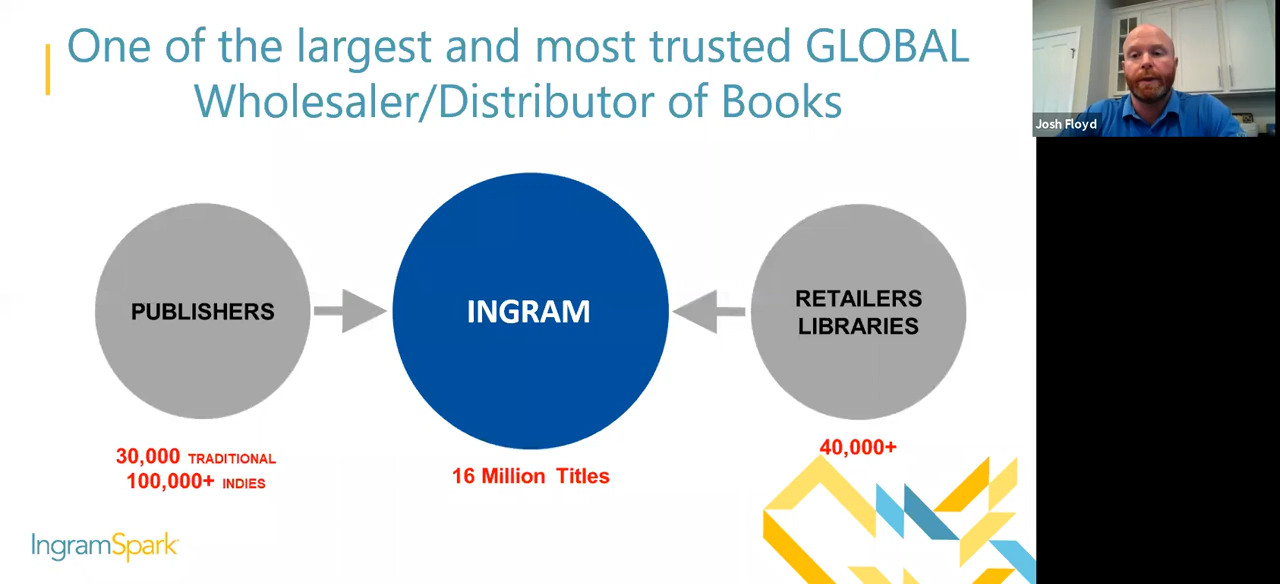 One of the largest and most trusted GLOBAL
Wholesaler/Distributor of Books
Josh Floyd
PUBLISHERS
INGRAM
RETAILERS
LIBRARIES
30,000 TRADITIONAL
100,000+ INDIES
16 Million Titles
40,000+
IngramSpark